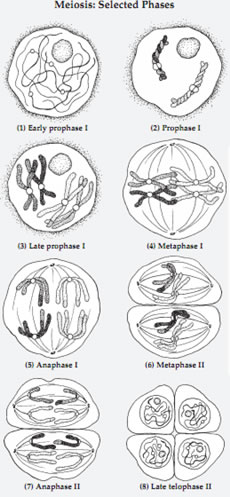 Meiosis: Selected Phases
(1) Early prophase I
(2) Prophase I
(3) Late prophase I
(4) Metaphase I
(5) Anaphase I
(6) Metaphase II
(7) Anaphase II
(8) Late telophase II